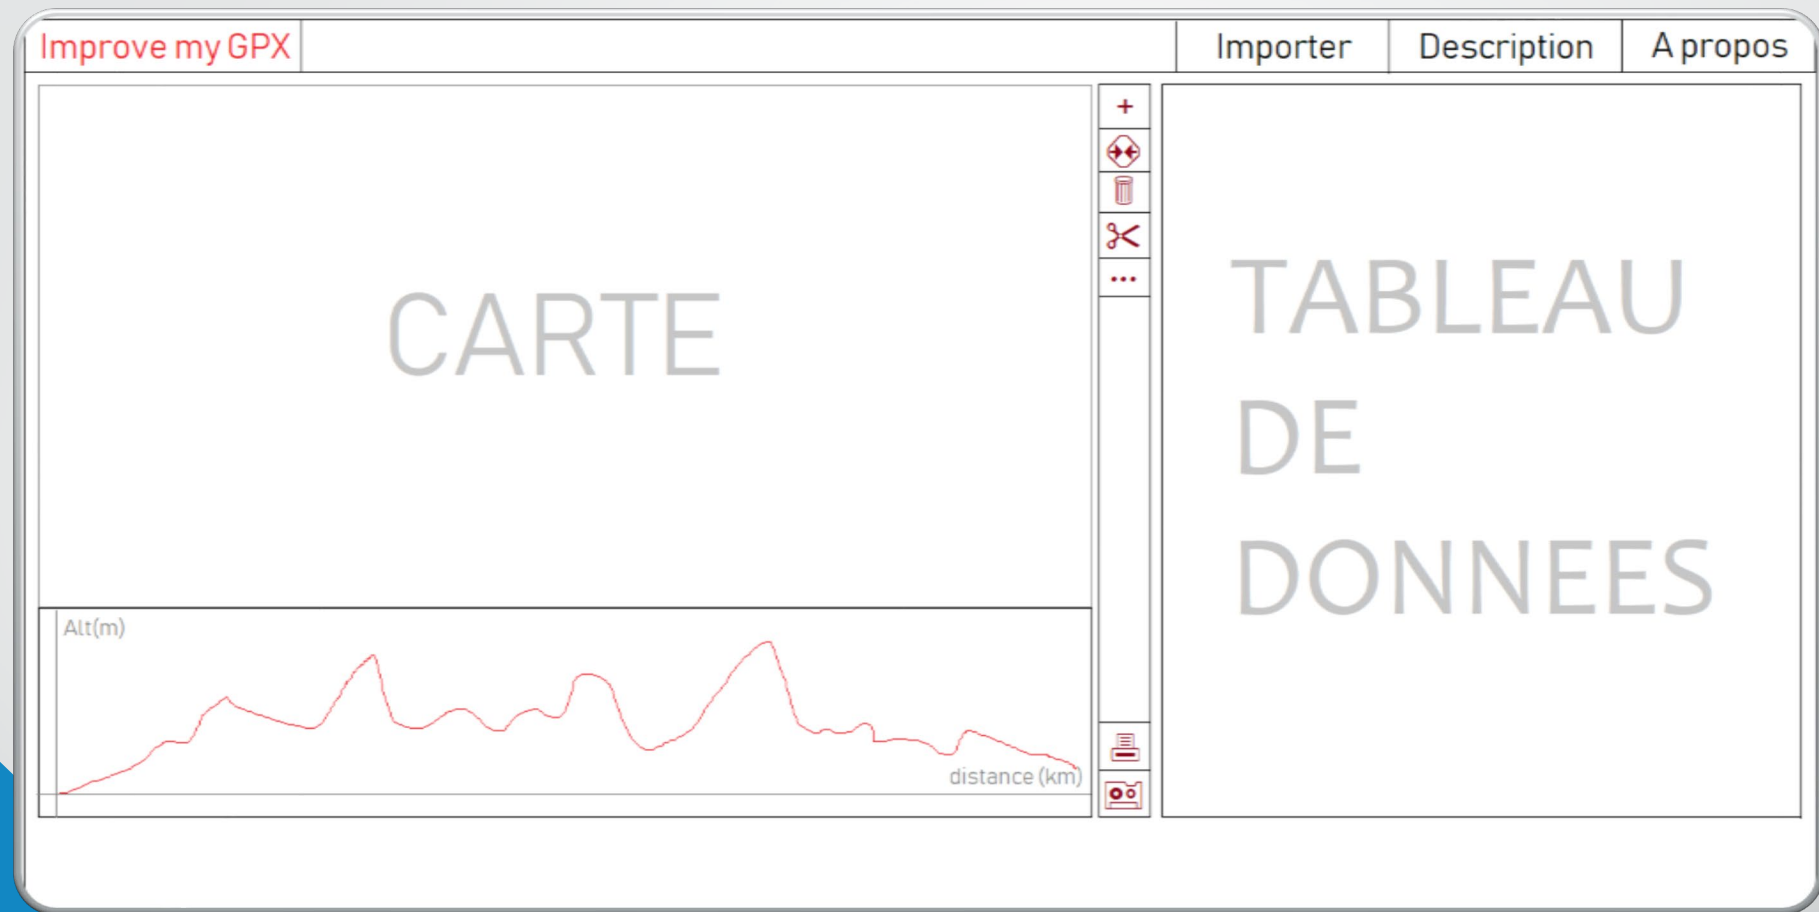 Improve my GPX
Importer
Description
A propos
CARTE
TABLEAU
DE
DONNEES
Alt(m)
distance (km)